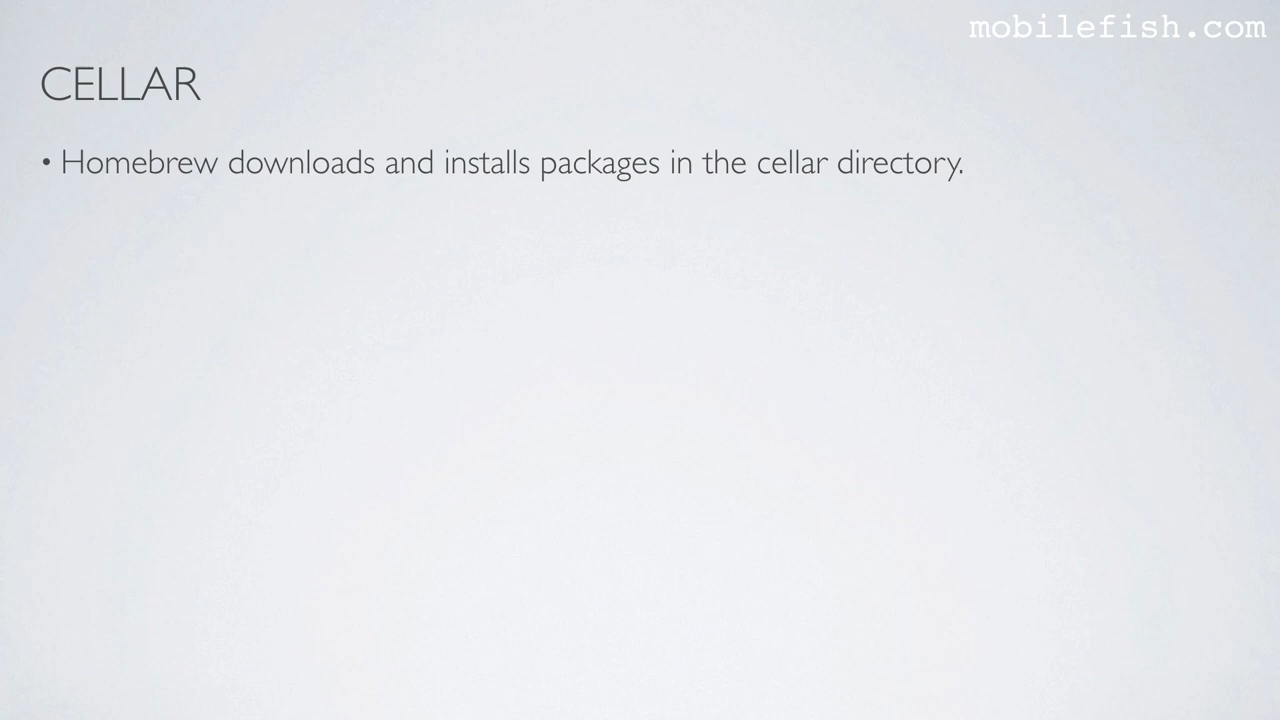 mobilefish.com
CELLAR
• Homebrew downloads and installs packages in the cellar directory.